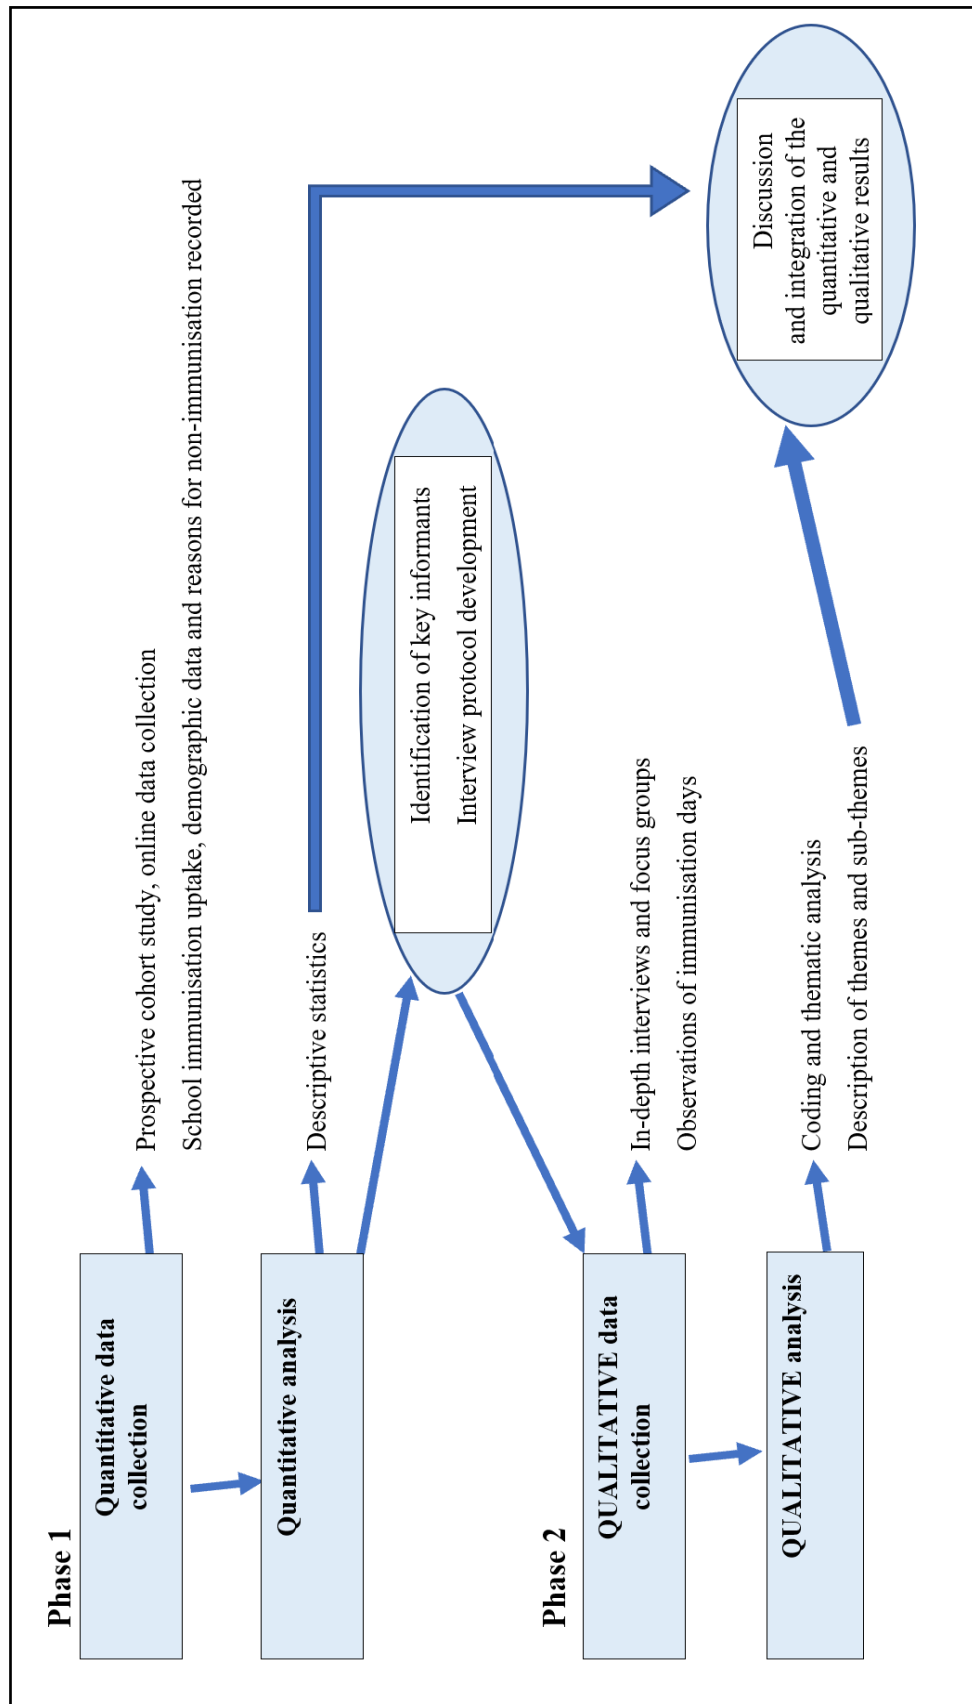 Phase 1
Quantitative data
collection
Prospective cohort study, online data collection
School immunisation uptake, demographic data and reasons for non-immunisation recorded
Quantitative analysis
Descriptive statistics
Identification of key informants
Interview protocol development
Phase 2
QUALITATIVE data
collection
In-depth interviews and focus groups
Observations of immunisation days
QUALITATIVE analysis
Coding and thematic analysis
Description of themes and sub-themes
Discussion
and integration of the
quantitative and
qualitative results